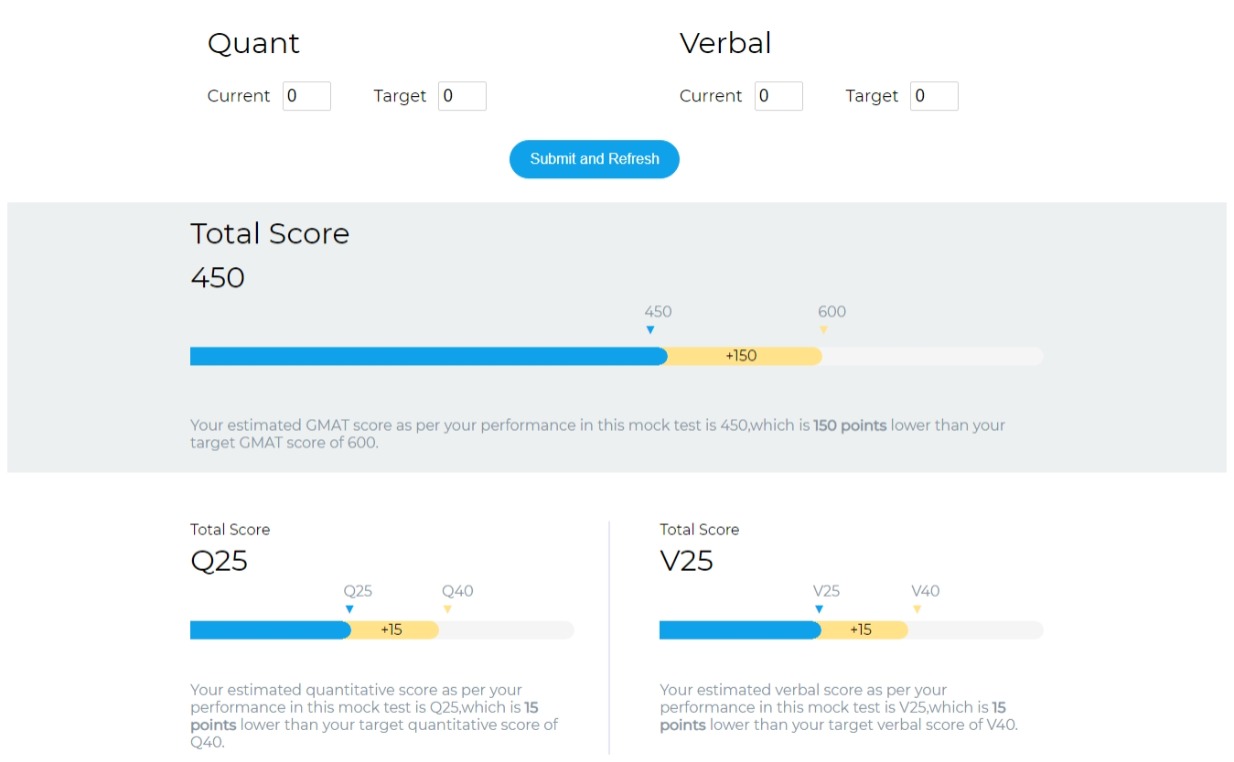 Quant
Verbal
Current 0 Target 0
Current 0 Target 0
Submit and Refresh
Total Score
450
450 600
+150
Your estimated GMAT score as per your performance in this mock test is 450,which is 150 points lower than your
target GMAT score of 600.
Total Score
Q25
Q25 Q40
+15
Your estimated quantitative score as per your
performance in this mock test is Q25,which is 15
points lower than your target quantitative score of
Q40.
Total Score
V25
V25 V40
+15
Your estimated verbal score as per your
performance in this mock test is V25,which is 15
points lower than your target verbal score of V40.